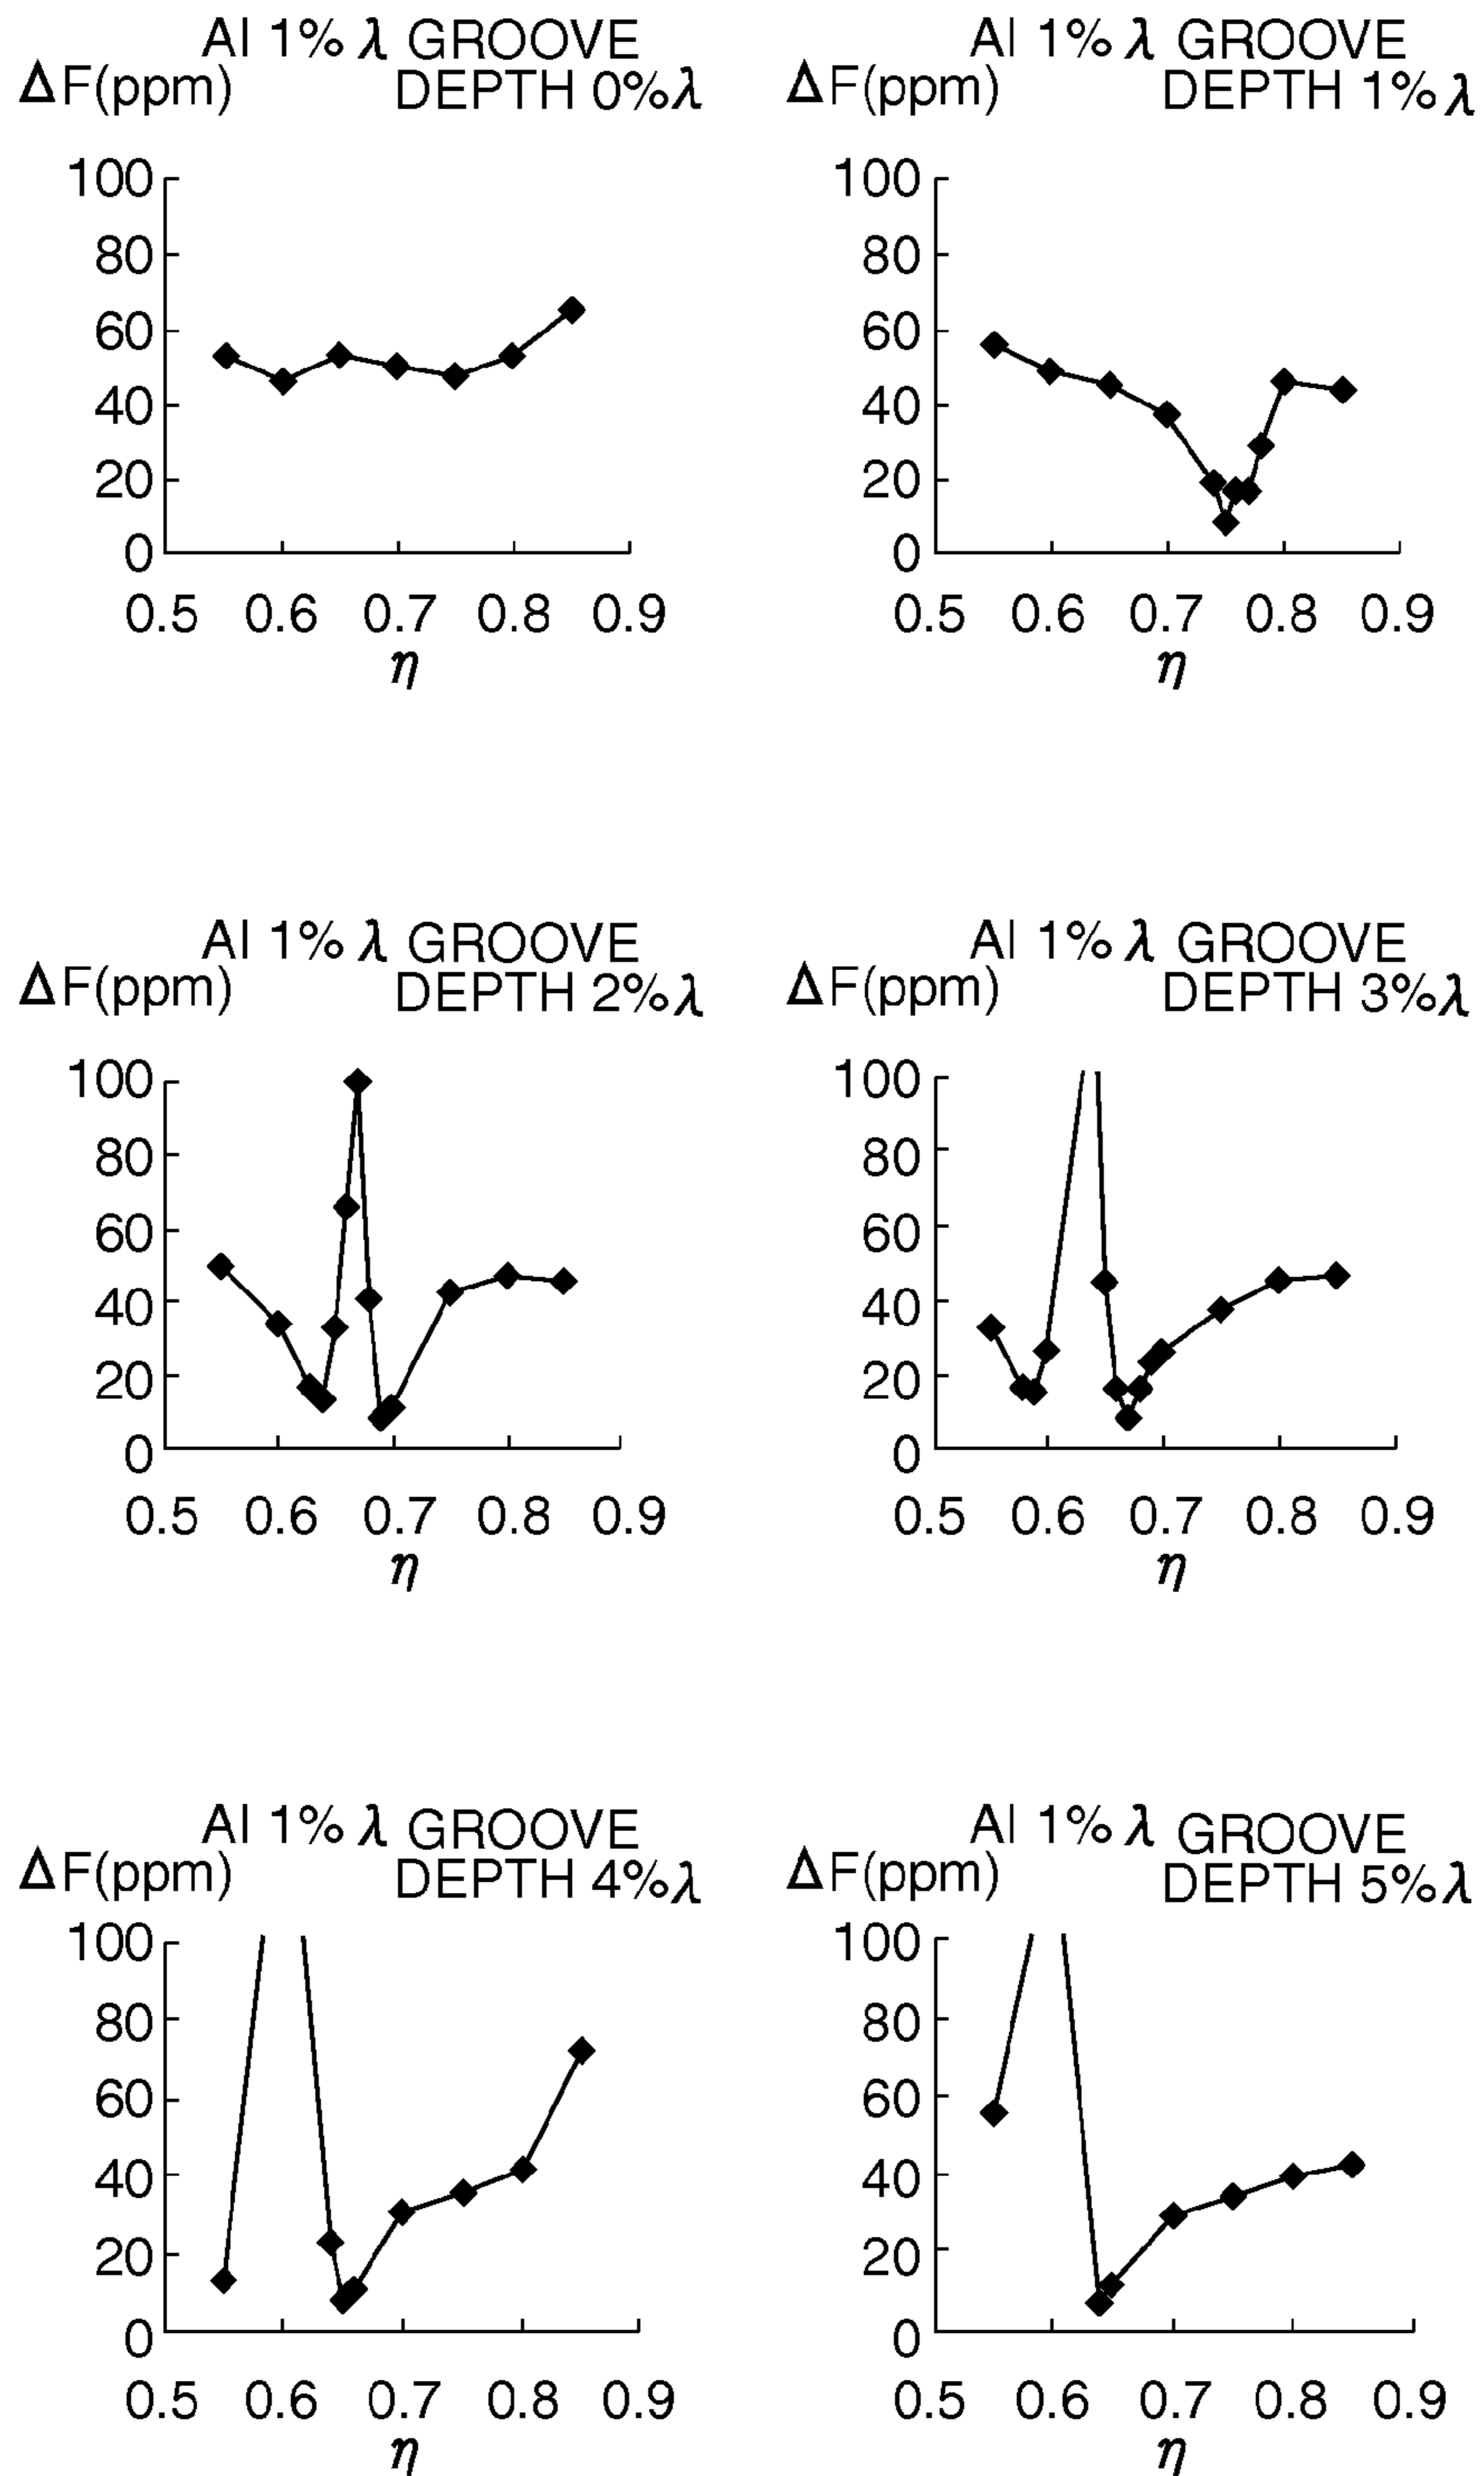 Al 1% λ GROOVE
ΔF(ppm) DEPTH 0%λ
100
80
60
40
20
0
0.5 0.6 0.7 0.8 0.9
η
Al 1% λ GROOVE
ΔF(ppm) DEPTH 1%λ
100
80
60
40
20
0
0.5 0.6 0.7 0.8 0.9
η
Al 1% λ GROOVE
ΔF(ppm) DEPTH 2%λ
100
80
60
40
20
0
0.5 0.6 0.7 0.8 0.9
η
Al 1% λ GROOVE
ΔF(ppm) DEPTH 3%λ
100
80
60
40
20
0
0.5 0.6 0.7 0.8 0.9
η
Al 1% λ GROOVE
ΔF(ppm) DEPTH 4%λ
100
80
60
40
20
0
0.5 0.6 0.7 0.8 0.9
η
Al 1% λ GROOVE
ΔF(ppm) DEPTH 5%λ
100
80
60
40
20
0
0.5 0.6 0.7 0.8 0.9
η